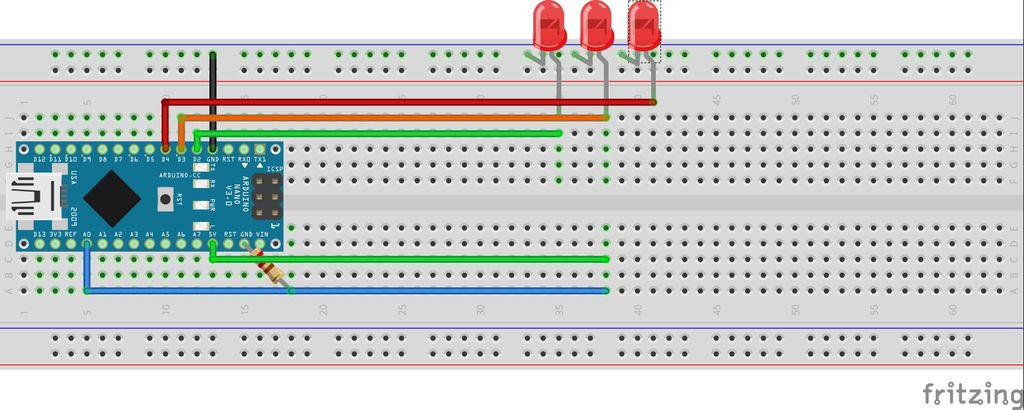 1 5 10 15 20 25 30 35 40 45 50 55 60
J
I
H
G
F
D12 D11 D10 D9 D8 D7 D6 D5 D4 D3 D2 GND RST RX0 TX1
USA
ARDUINO.CC
RST
TX
RX
PWR
L
ARDUINO
NANO
V3.0
ICSP
1
2009
D13 3V3 REF A0 A1 A2 A3 A4 A5 A6 A7 5V RST GND VIN
E
D
C
B
A
1 5 10 15 20 25 30 35 40 45 50 55 60
fritzing